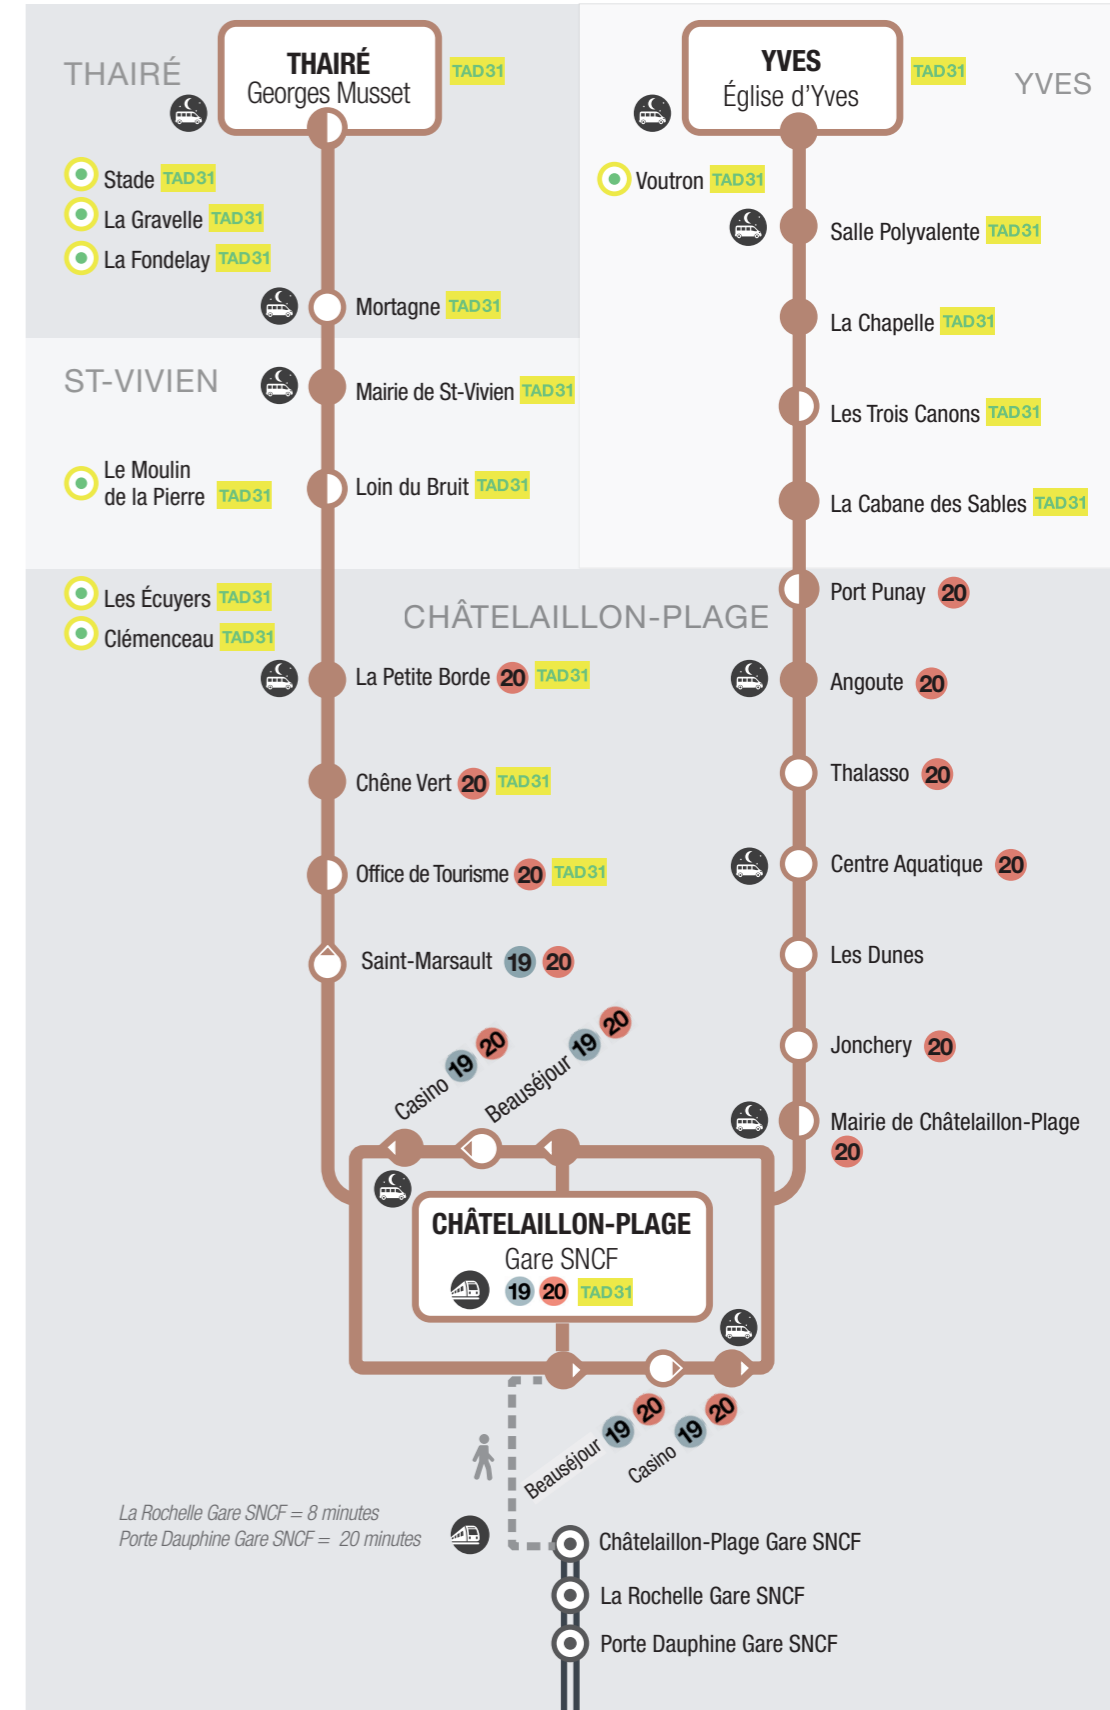 THAIRÉ
THAIRÉ
Georges Musset
TAD31
Stade TAD31
La Gravelle TAD31
La Fondelay TAD31
Mortagne TAD31
ST-VIVIEN
Mairie de St-Vivien TAD31
Le Moulin
de la Pierre TAD31
Loin du Bruit TAD31
Les Écuyers TAD31
Clémenceau TAD31
CHÂTELAILLON-PLAGE
La Petite Borde 20 TAD31
Chêne Vert 20 TAD31
Office de Tourisme 20 TAD31
Saint-Marsault 19 20
Casino 19 20
Beauséjour 19 20
YVES
Église d'Yves
TAD31
YVES
Voutron TAD31
Salle Polyvalente TAD31
La Chapelle TAD31
Les Trois Canons TAD31
La Cabane des Sables TAD31
Port Punay 20
Angoute 20
Thalasso 20
Centre Aquatique 20
Les Dunes
Jonchery 20
Mairie de Châtelaillon-Plage
20
CHÂTELAILLON-PLAGE
Gare SNCF
19 20 TAD31
Beauséjour 19 20
Casino 19 20
La Rochelle Gare SNCF = 8 minutes
Porte Dauphine Gare SNCF = 20 minutes
Châtelaillon-Plage Gare SNCF
La Rochelle Gare SNCF
Porte Dauphine Gare SNCF